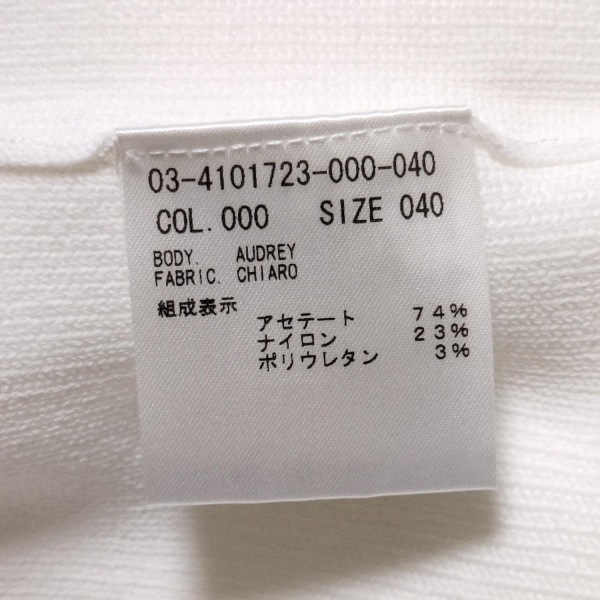 03-4101723-000-040
COL.000 SIZE 040
BODY. AUDREY
FABRIC. CHIARO
組成表示
アセテート 74%
ナイロン 23%
ポリウレタン 3%